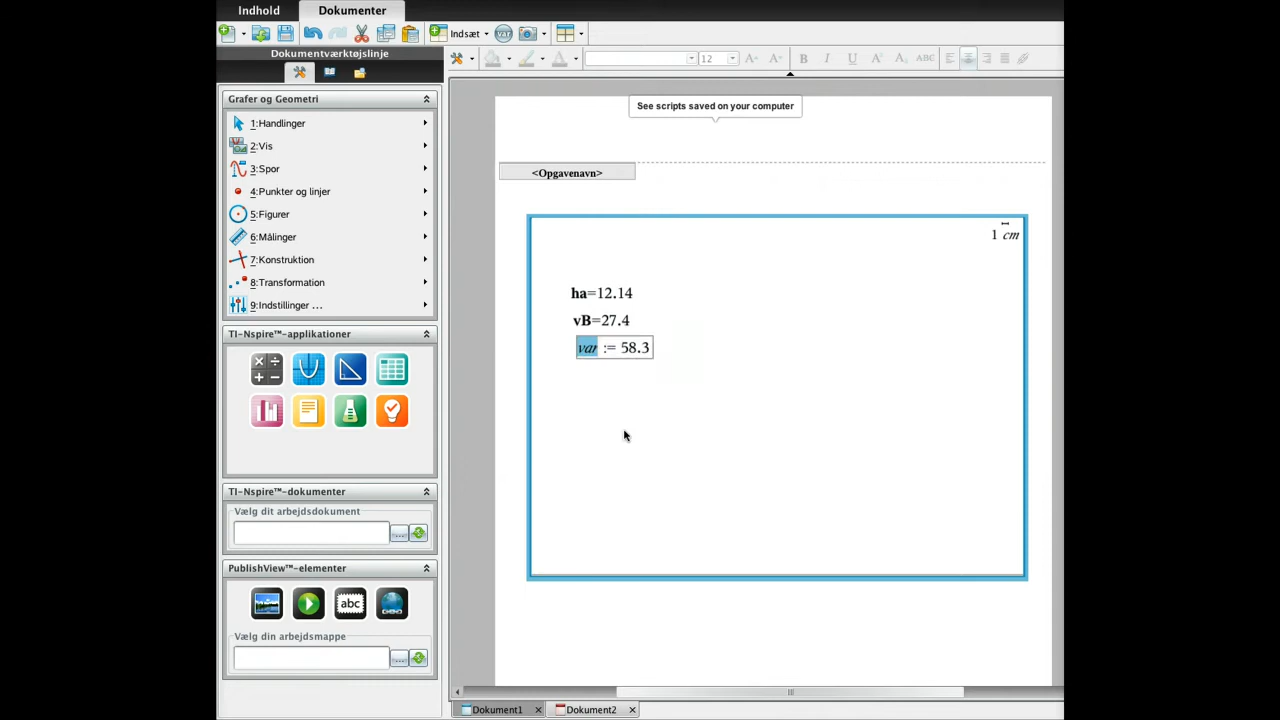 Indhold
Dokumenter
Indsæt
var
Dokumentværktøjslinje
12
B I U A A ABC
Grafer og Geometri
1:Handlinger
2:Vis
3:Spor
4:Punkter og linjer
5:Figurer
6:Målinger
7:Konstruktion
8:Transformation
9:Indstillinger ...
TI-Nspire™-applikationer
TI-Nspire™-dokumenter
Vælg dit arbejdsdokument
...
PublishView™-elementer
abc
Vælg din arbejdsmappe
...
See scripts saved on your computer
<Opgavenavn>
1 cm
ha=12.14
vB=27.4
var := 58.3
Dokument1
Dokument2